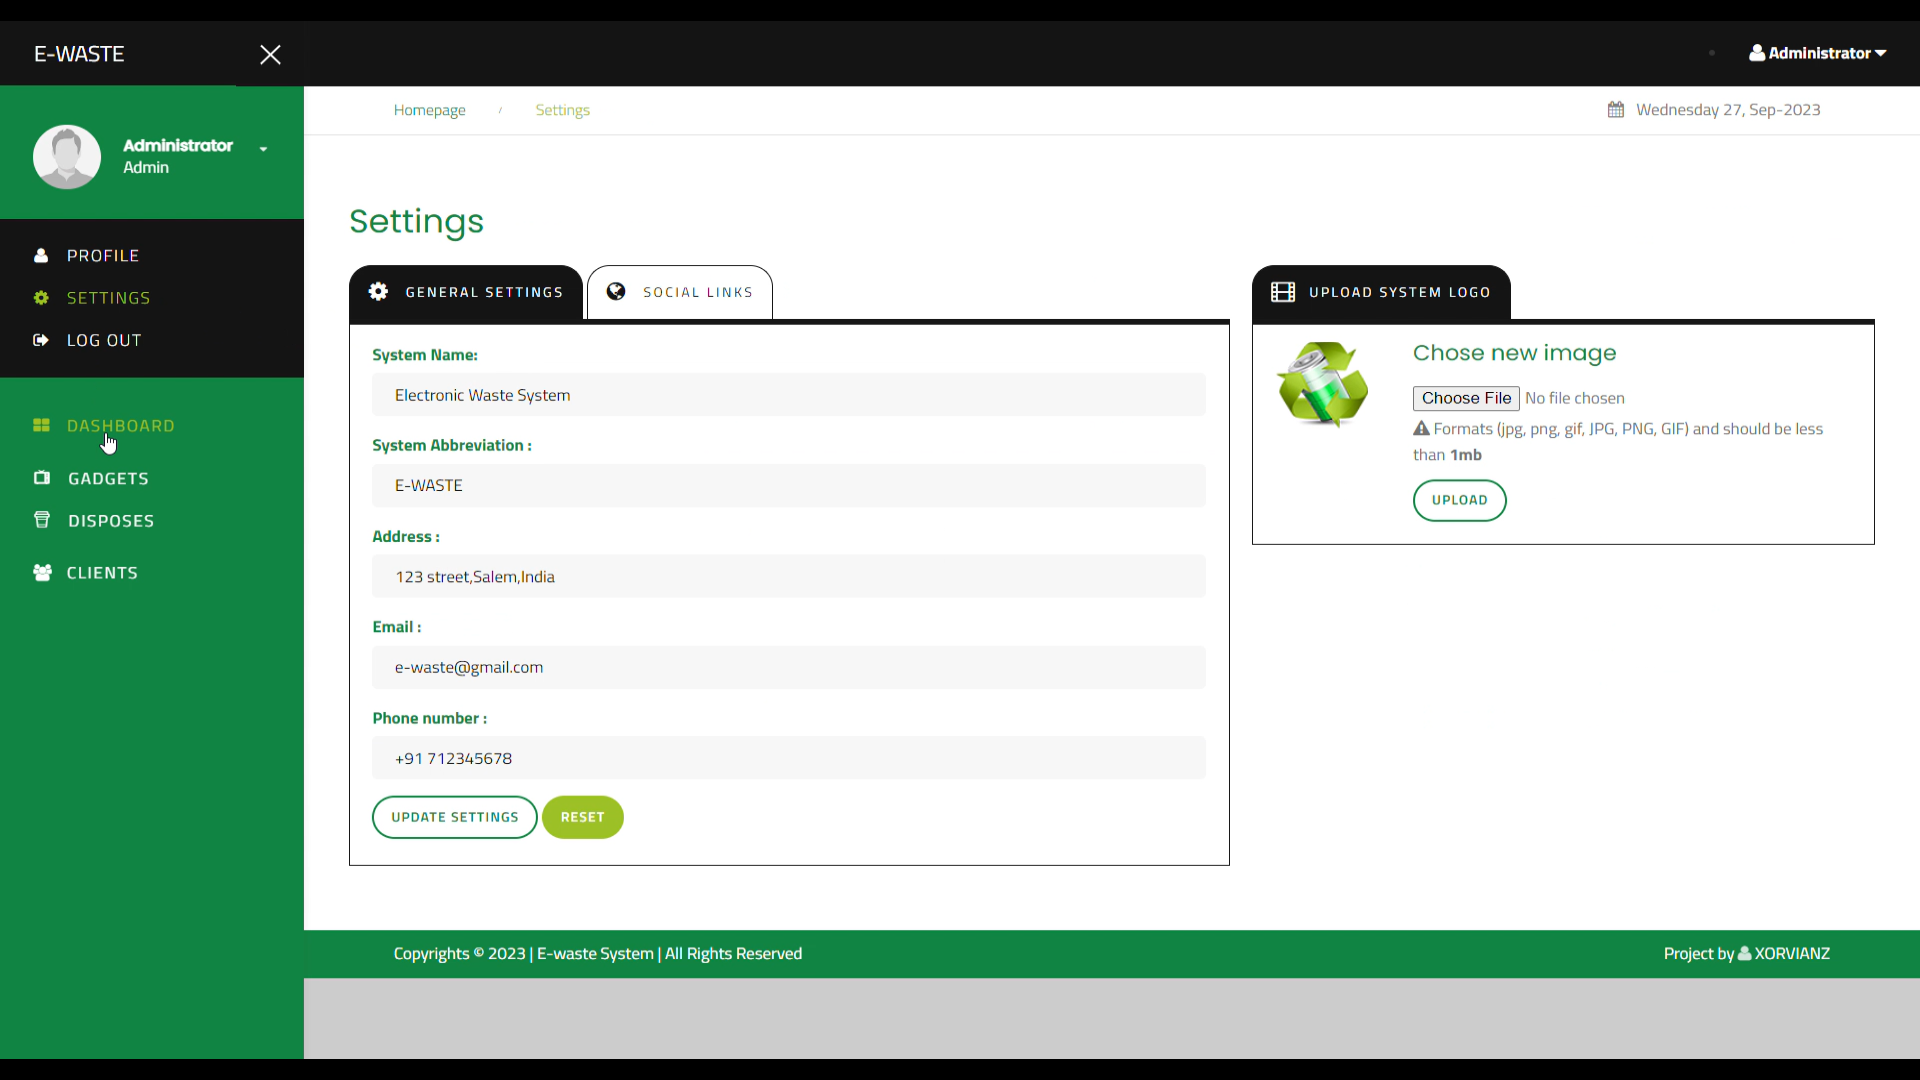 E-WASTE
Administrator
Homepage / Settings
Wednesday 27, Sep-2023
Administrator
Admin
PROFILE
SETTINGS
LOG OUT
DASHBOARD
GADGETS
DISPOSES
CLIENTS
Settings
GENERAL SETTINGS
SOCIAL LINKS
System Name:
Electronic Waste System
System Abbreviation :
E-WASTE
Address :
123 street,Salem,India
Email :
e-waste@gmail.com
Phone number :
+91 712345678
UPDATE SETTINGS
RESET
UPLOAD SYSTEM LOGO
Chose new image
Choose File No file chosen
Formats (jpg, png, gif, JPG, PNG, GIF) and should be less
than 1mb
UPLOAD
Copyrights © 2023 | E-waste System | All Rights Reserved
Project by XORVIANZ